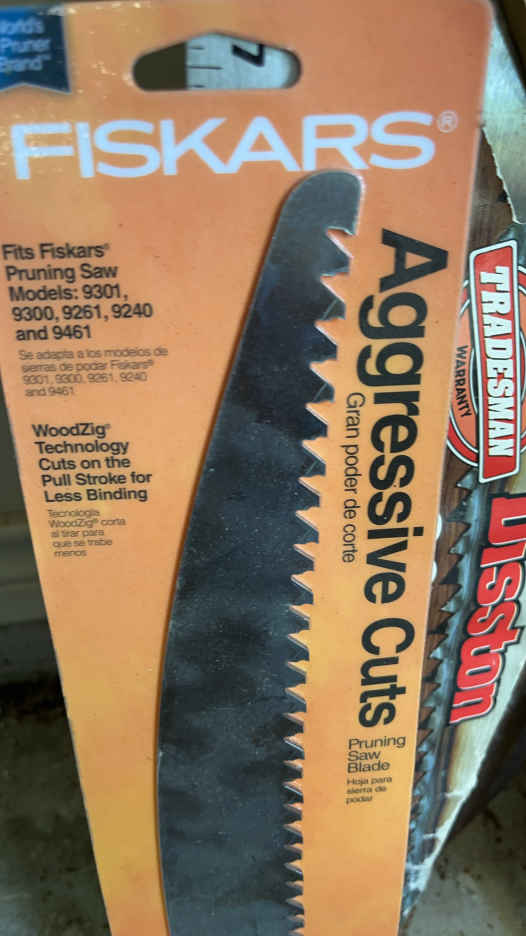 World's
Pruner
Brand™
7
FISKARS®
Fits Fiskars®
Pruning Saw
Models: 9301,
9300, 9261, 9240
and 9461
Se adapta a los modelos de
sierras de podar Fiskars®
9301, 9300, 9261, 9240
and 9461
WoodZig®
Technology
Cuts on the
Pull Stroke for
Less Binding
Tecnología
WoodZig® corta
al tirar para
que se trabe
menos
Aggressive Cuts
Gran poder de corte
Pruning
Saw
Blade
Hoja para
sierra de
podar
TRADESMAN
WARRANTY
Disston